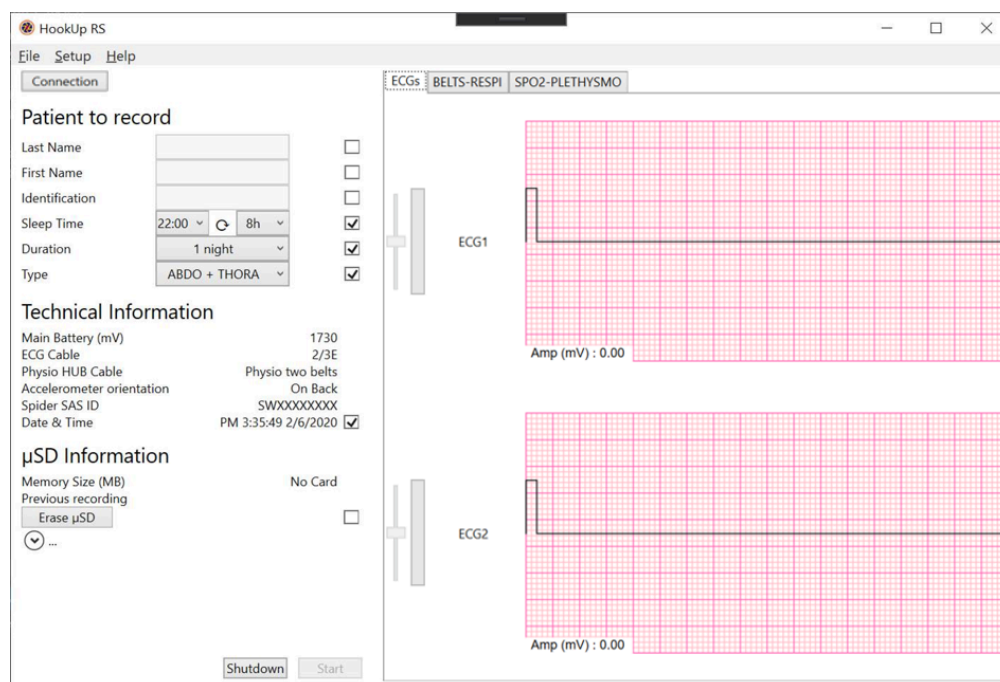 HookUp RS
File Setup Help
Connection
Patient to record
Last Name
First Name
Identification
Sleep Time 22:00 8h
Duration 1 night
Type ABDO + THORA
Technical Information
Main Battery (mV) 1730
ECG Cable 2/3E
Physio HUB Cable Physio two belts
Accelerometer orientation On Back
Spider SAS ID SWXXXXXXXX
Date & Time PM 3:35:49 2/6/2020
µSD Information
Memory Size (MB) No Card
Previous recording
Erase µSD
...
Shutdown Start
ECGs BELTS-RESPI SPO2-PLETHYSMO
ECG1
Amp (mV) : 0.00
ECG2
Amp (mV) : 0.00